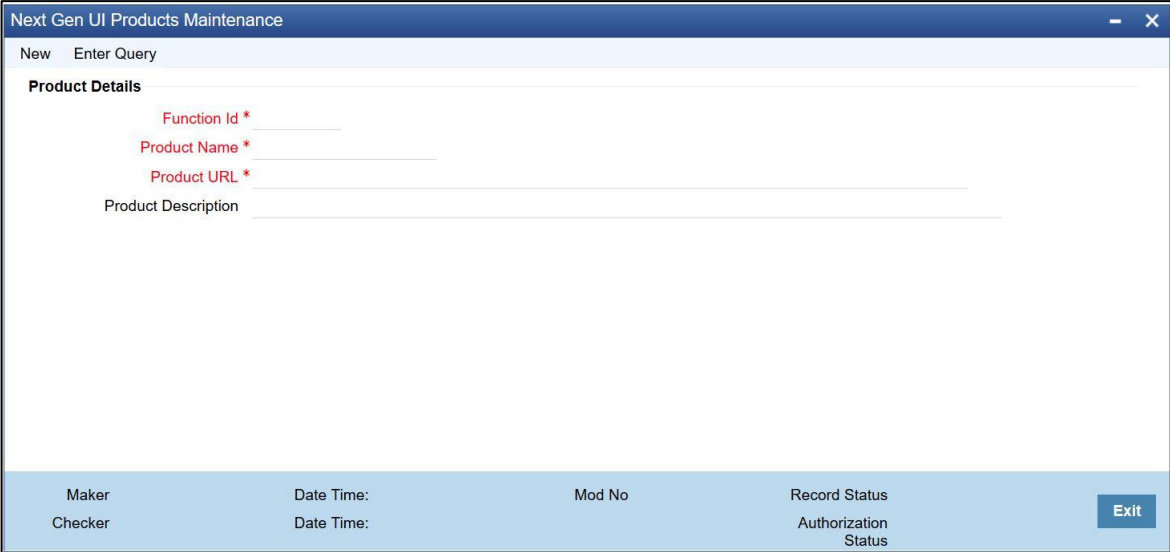 Next Gen UI Products Maintenance
New Enter Query
Product Details
Function Id *
Product Name *
Product URL *
Product Description
Maker Date Time: Mod No Record Status
Checker Date Time: Authorization
Status
Exit